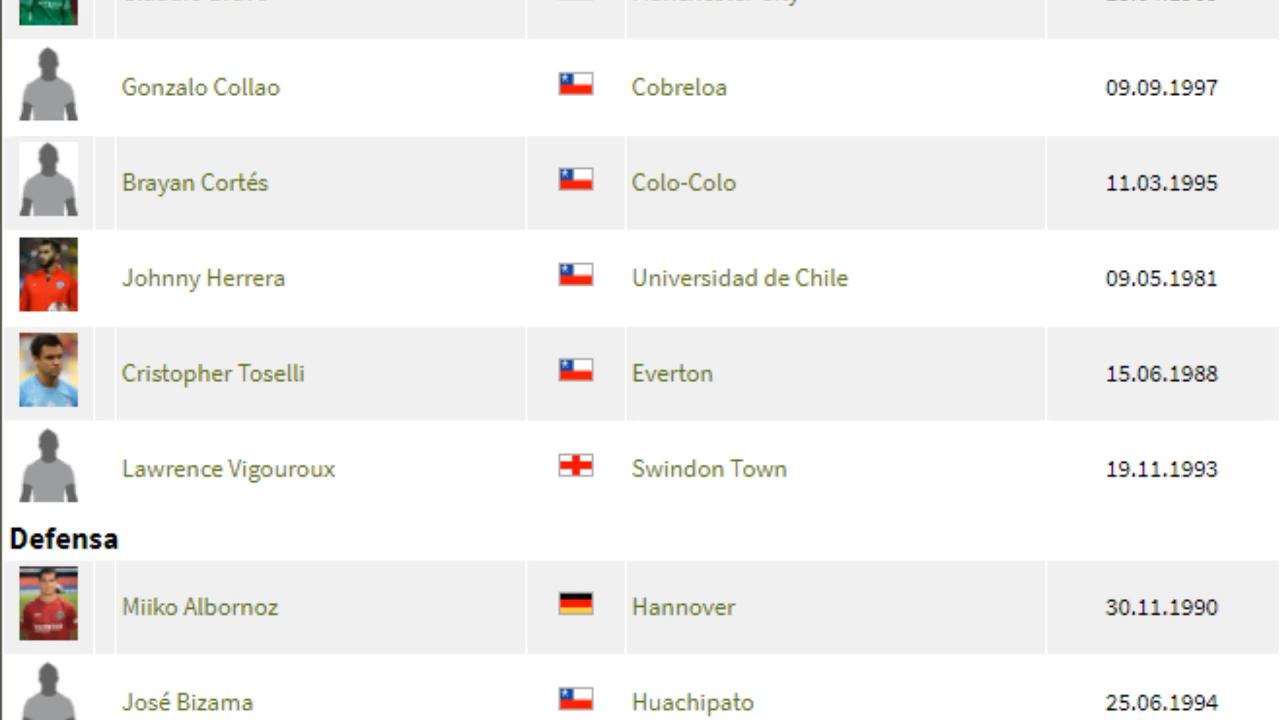 Gonzalo Collao Cobreloa 09.09.1997
Brayan Cortés Colo-Colo 11.03.1995
Johnny Herrera Universidad de Chile 09.05.1981
Cristopher Toselli Everton 15.06.1988
Lawrence Vigouroux Swindon Town 19.11.1993
Defensa
Miiko Albornoz Hannover 30.11.1990
José Bizama Huachipato 25.06.1994